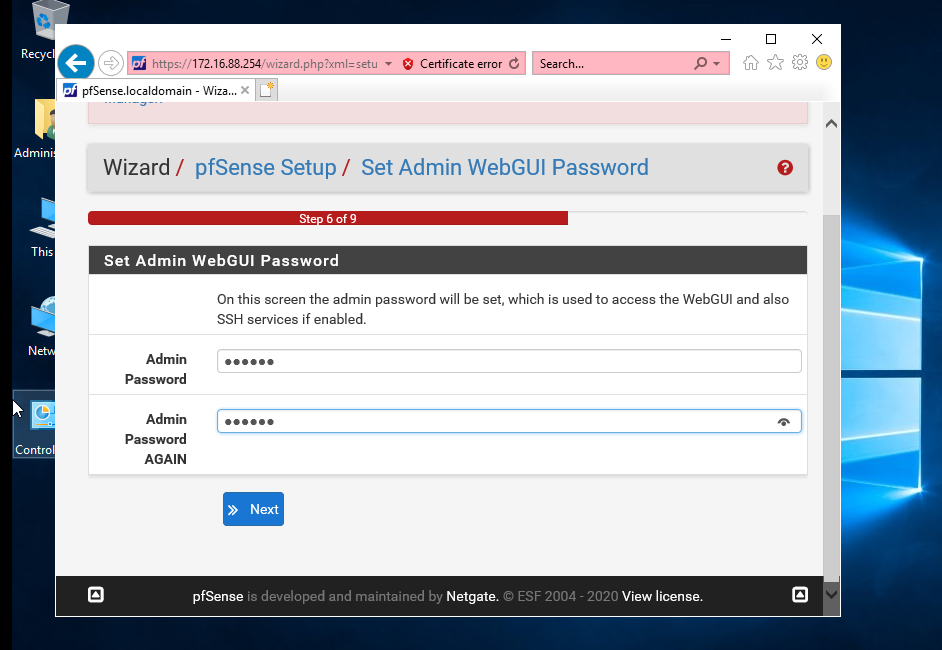 Recycl
https://172.16.88.254/wizard.php?xml=setu
Certificate error
Search...
pf pfSense.localdomain - Wiza...
Adminis
Wizard / pfSense Setup / Set Admin WebGUI Password
?
Step 6 of 9
This
Set Admin WebGUI Password
On this screen the admin password will be set, which is used to access the WebGUI and also
SSH services if enabled.
Netw
Admin
Password
●●●●●●
Admin
Password
AGAIN
●●●●●●
Control
Next
pfSense is developed and maintained by Netgate. © ESF 2004 - 2020 View license.